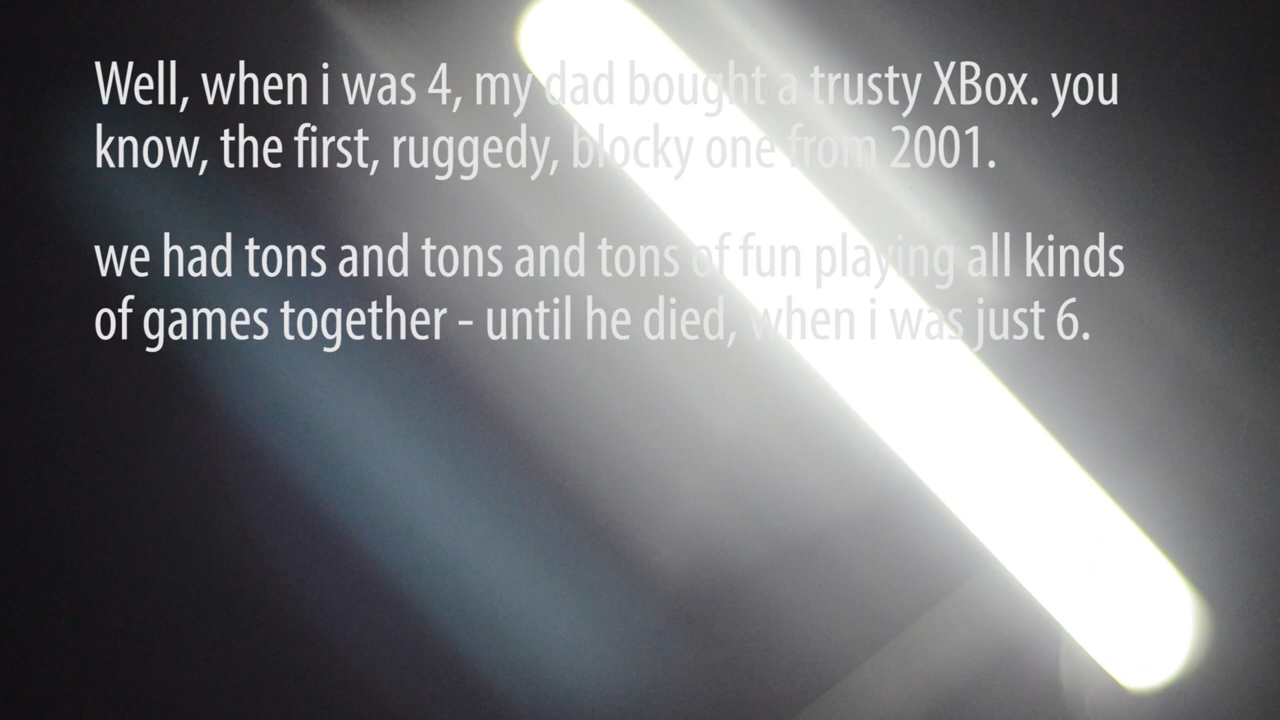 Well, when i was 4, my dad bought a trusty XBox. you
know, the first, ruggedy, blocky one from 2001.
we had tons and tons and tons of fun playing all kinds
of games together - until he died, when i was just 6.